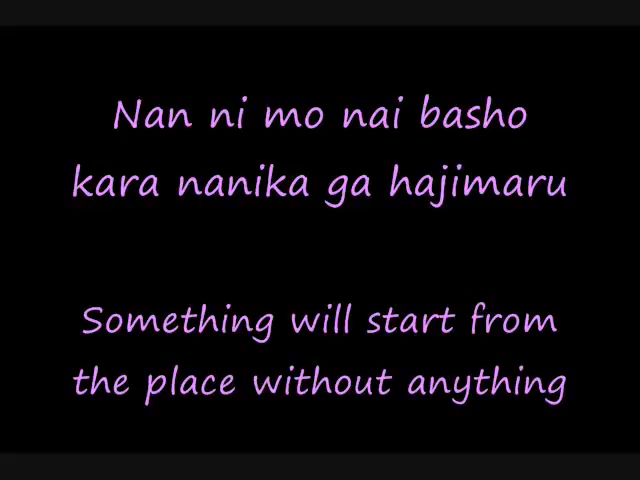 Nan ni mo nai basho
kara nanika ga hajimaru
Something will start from
the place without anything